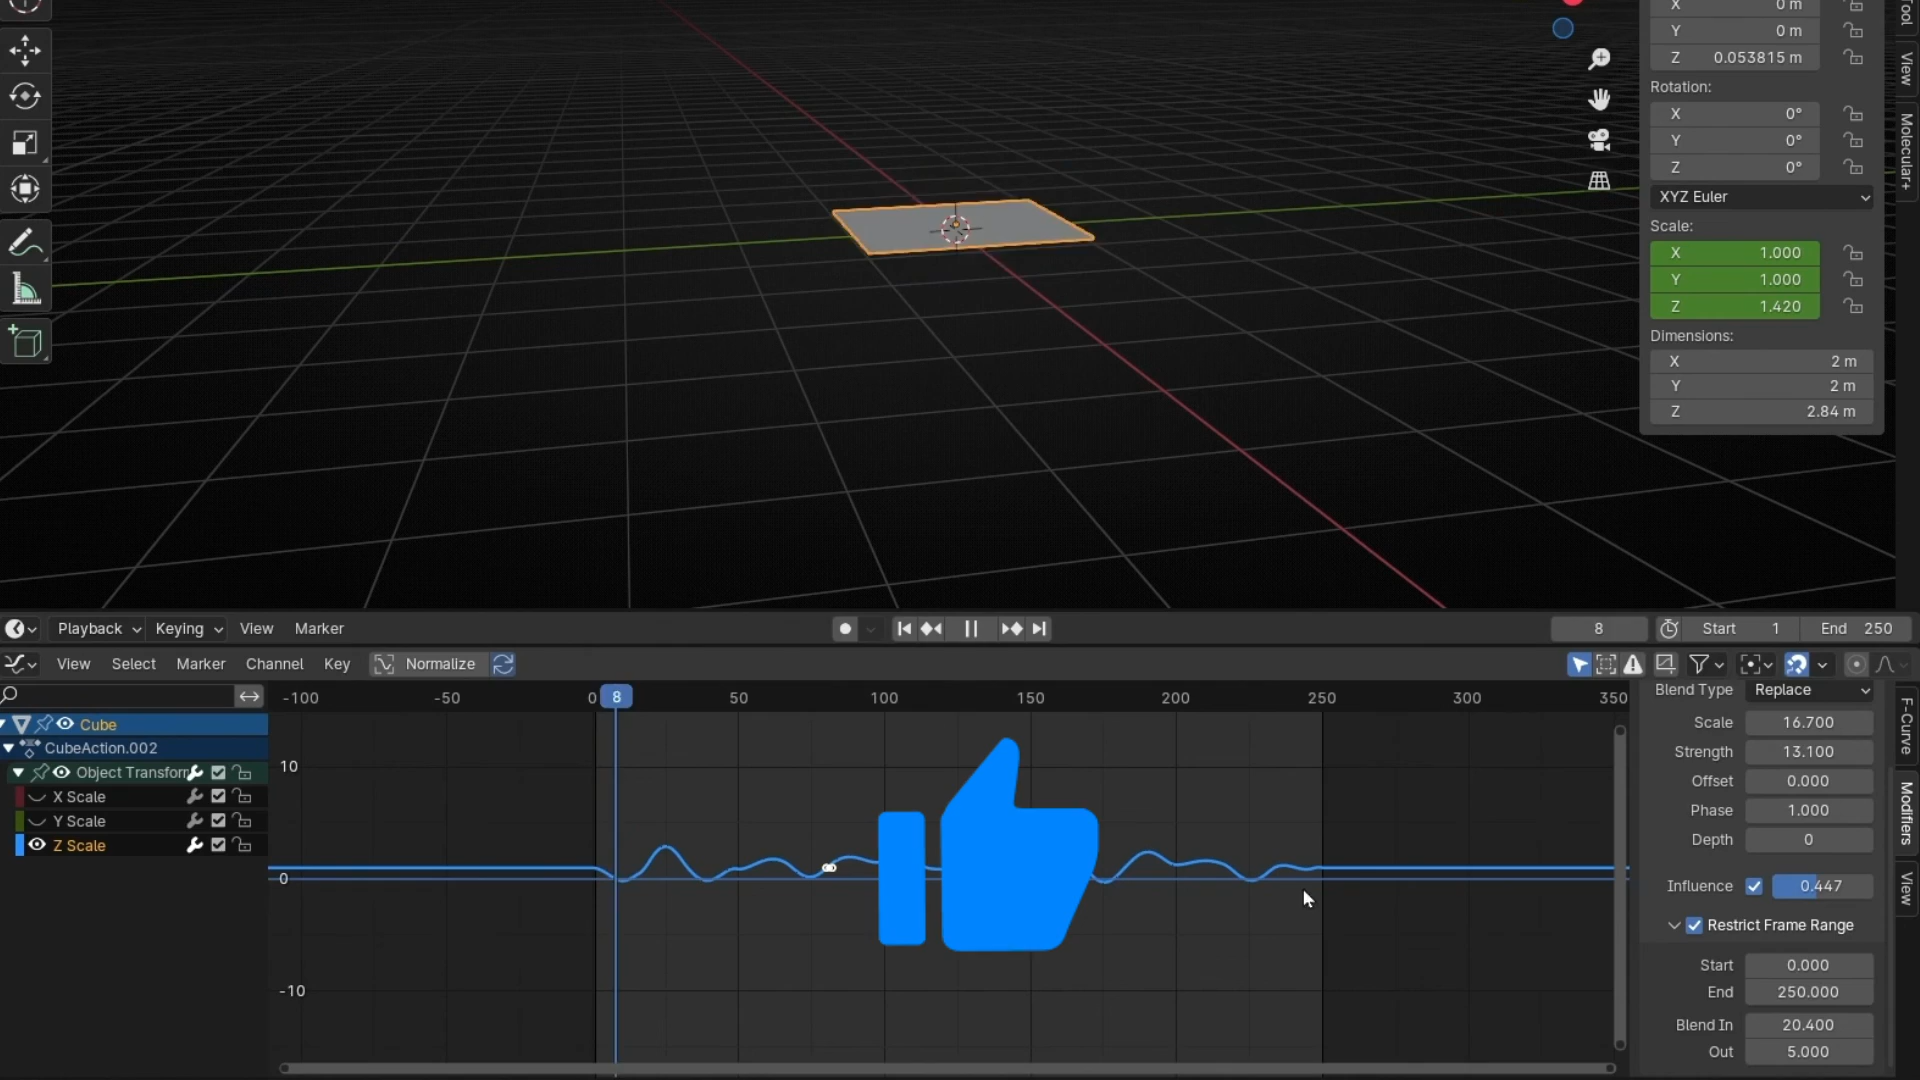 X 0 m
Y 0 m
Z 0.053815 m
Rotation:
X 0°
Y 0°
Z 0°
XYZ Euler
Scale:
X 1.000
Y 1.000
Z 1.420
Dimensions:
X 2 m
Y 2 m
Z 2.84 m
Tool
View
Molecular+
Playback Keying View Marker 8 Start 1 End 250
View Select Marker Channel Key Normalize
-100 -50 0 8 50 100 150 200 250 300 350
10
0
-10
Cube
CubeAction.002
Object Transforr
X Scale
Y Scale
Z Scale
Blend Type Replace
Scale 16.700
Strength 13.100
Offset 0.000
Phase 1.000
Depth 0
Influence 0.447
Restrict Frame Range
Start 0.000
End 250.000
Blend In 20.400
Out 5.000
F-Curve
Modifiers
View